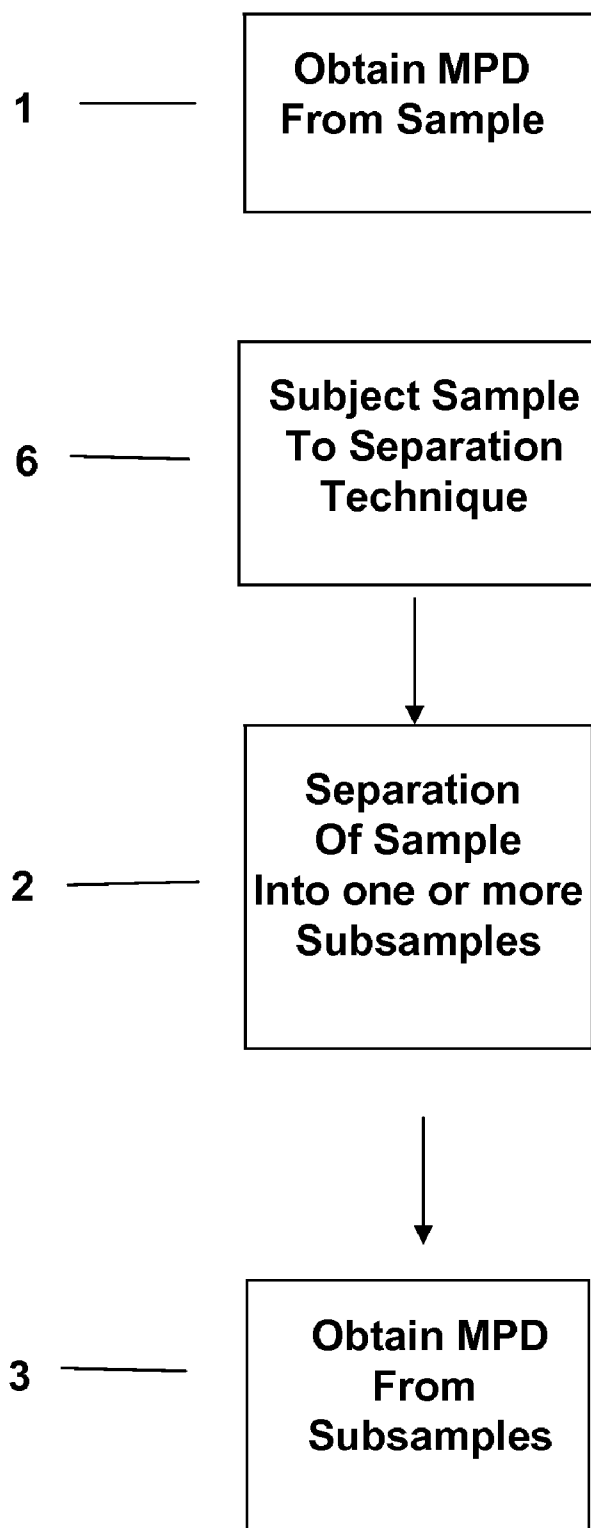 1
Obtain MPD
From Sample
6
Subject Sample
To Separation
Technique
2
Separation
Of Sample
Into one or more
Subsamples
3
Obtain MPD
From
Subsamples